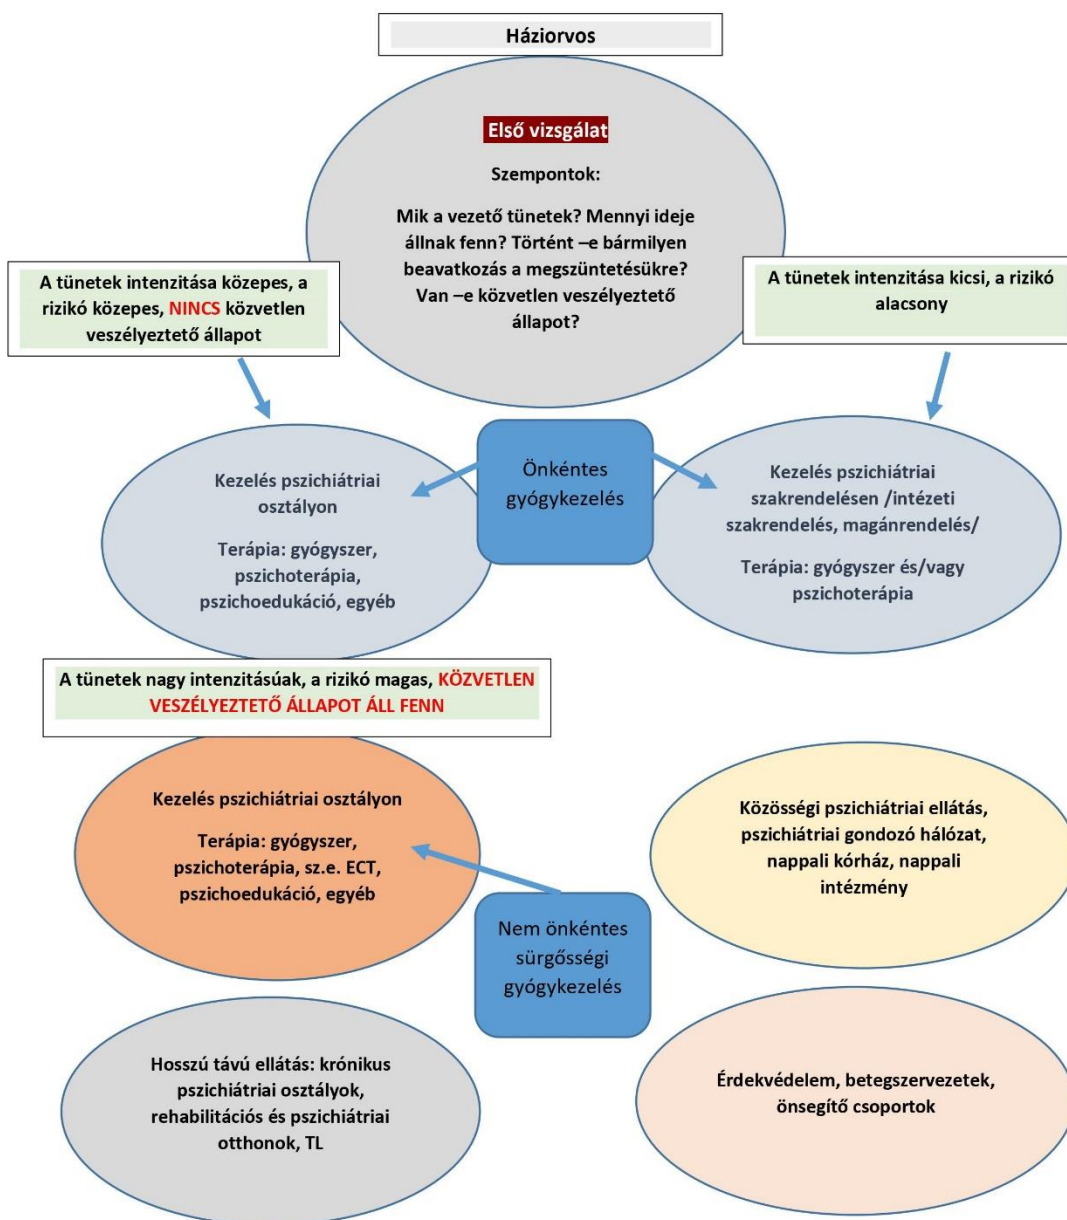 Háziorvos
Első vizsgálat
Szempontok:
Mik a vezető tünetek? Mennyi ideje
állnak fenn? Történt –e bármilyen
beavatkozás a megszüntetésükre?
Van –e közvetlen veszélyeztető
állapot?
A tünetek intenzitása közepes, a
rizikó közepes, NINCS közvetlen
veszélyeztető állapot
A tünetek intenzitása kicsi, a rizikó
alacsony
Kezelés pszichiátriai
osztályon
Terápia: gyógyszer,
pszichoterápia,
pszichoedukáció, egyéb
Önkéntes
gyógykezelés
Kezelés pszichiátriai
szakrendelésen /intézeti
szakrendelés, magánrendelés/
Terápia: gyógyszer és/vagy
pszichoterápia
A tünetek nagy intenzitásúak, a rizikó magas, KÖZVETLEN
VESZÉLYEZTETŐ ÁLLAPOT ÁLL FENN
Kezelés pszichiátriai osztályon
Terápia: gyógyszer,
pszichoterápia, sz.e. ECT,
pszichoedukáció, egyéb
Közösségi pszichiátriai ellátás,
pszichiátriai gondozó hálózat,
nappali kórház, nappali
intézmény
Nem önkéntes
sürgősségi
gyógykezelés
Hosszú távú ellátás: krónikus
pszichiátriai osztályok,
rehabilitációs és pszichiátriai
otthonok, TL
Érdekvédelem, betegszervezetek,
önsegítő csoportok